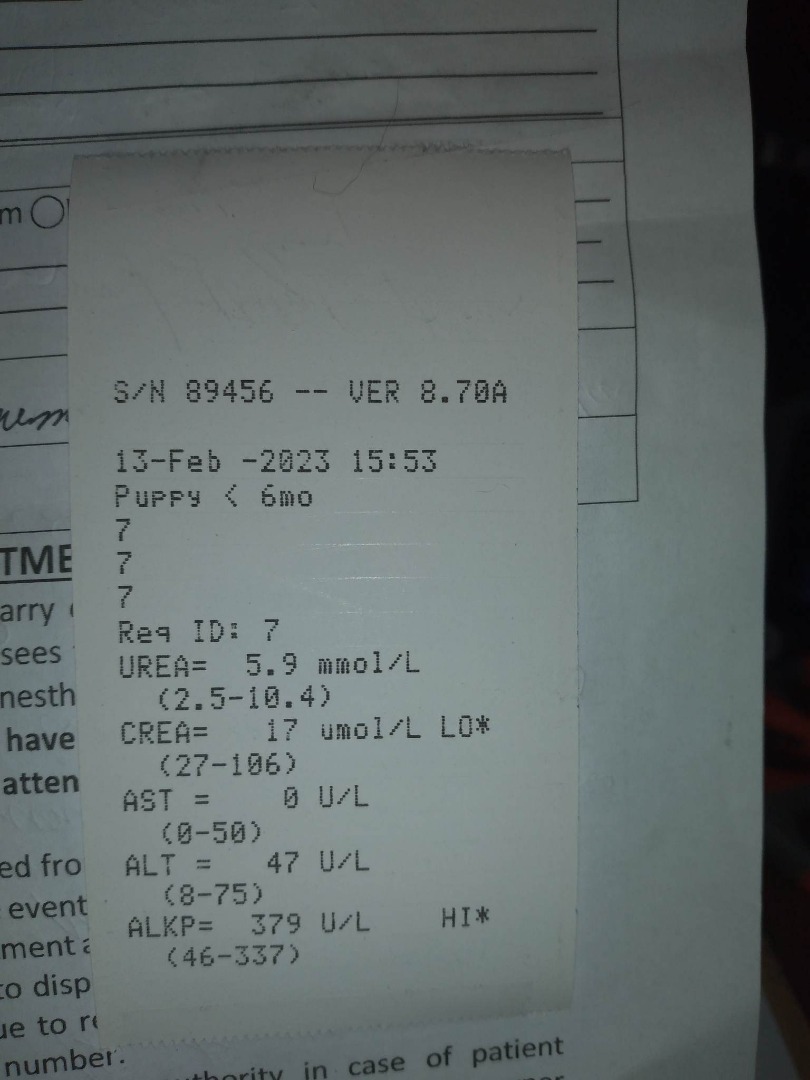 m
S/N 89456 -- VER 8.70A
13-Feb -2023 15:53
Puppy < 6mo
7
7
7
TME
arry
Req ID: 7
sees
UREA= 5.9 mmol/L
nesth
(2.5-10.4)
have
CREA= 17 umol/L LO*
(27-106)
atten
AST = 0 U/L
(0-50)
ed fro
ALT = 47 U/L
(8-75)
event
ALKP= 379 U/L HI*
ment a
(46-337)
to disp
ue to re
number.
thority in case of patient